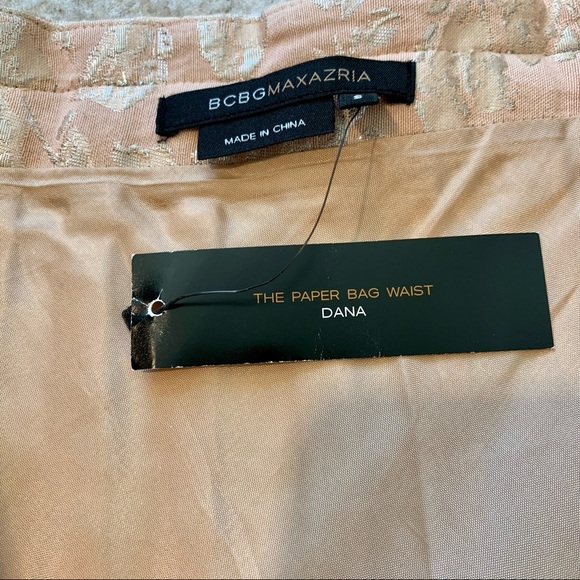 BCBGMAXAZRIA
S
MADE IN CHINA
THE PAPER BAG WAIST
DANA